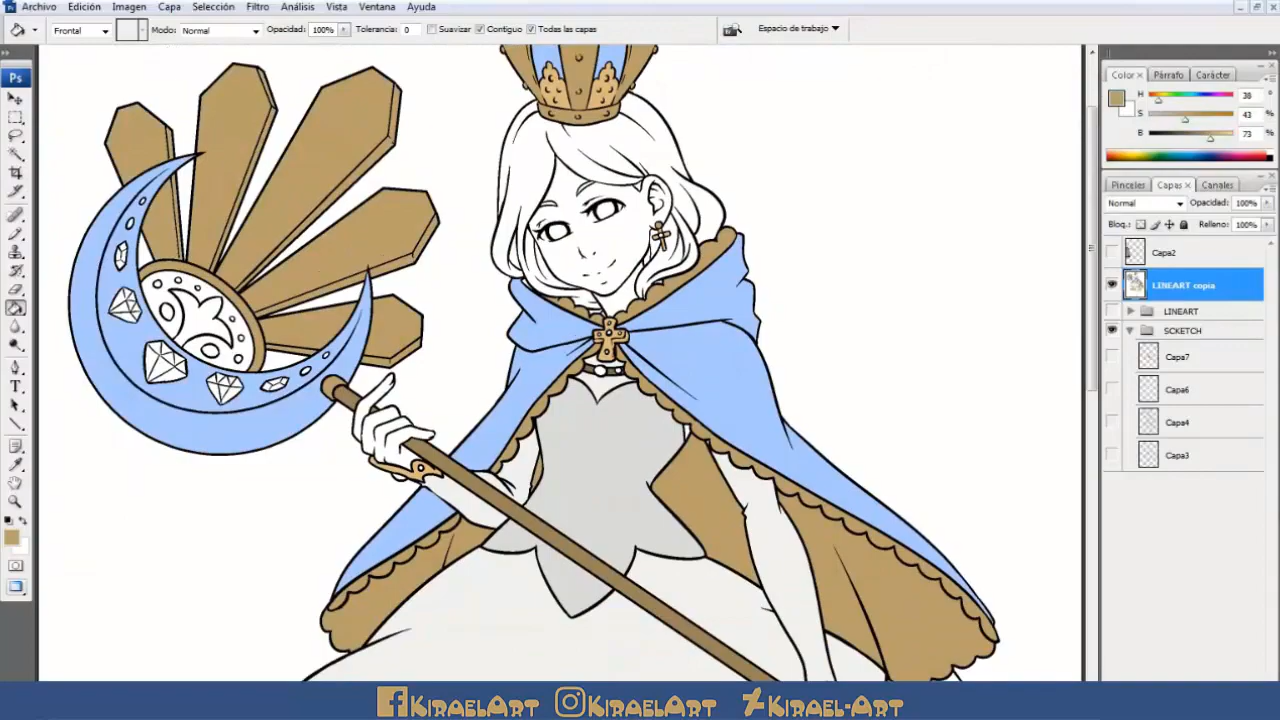 Archivo Edición Imagen Capa Selección Filtro Análisis Vista Ventana Ayuda
Frontal Modo: Normal Opacidad: 100% Tolerancia: 0 Suavizar Contiguo Todas las capas Espacio de trabajo
Ps
Color × Párrafo Carácter
H 38 °
S 43 %
B 73 %
Pinceles Capas × Canales
Normal Opacidad: 100%
Bloq.: Relleno: 100%
Capa2
LINEART copia
LINEART
SCKETCH
Capa7
Capa6
Capa4
Capa3
KiraelArt KiraelArt Kirael-Art